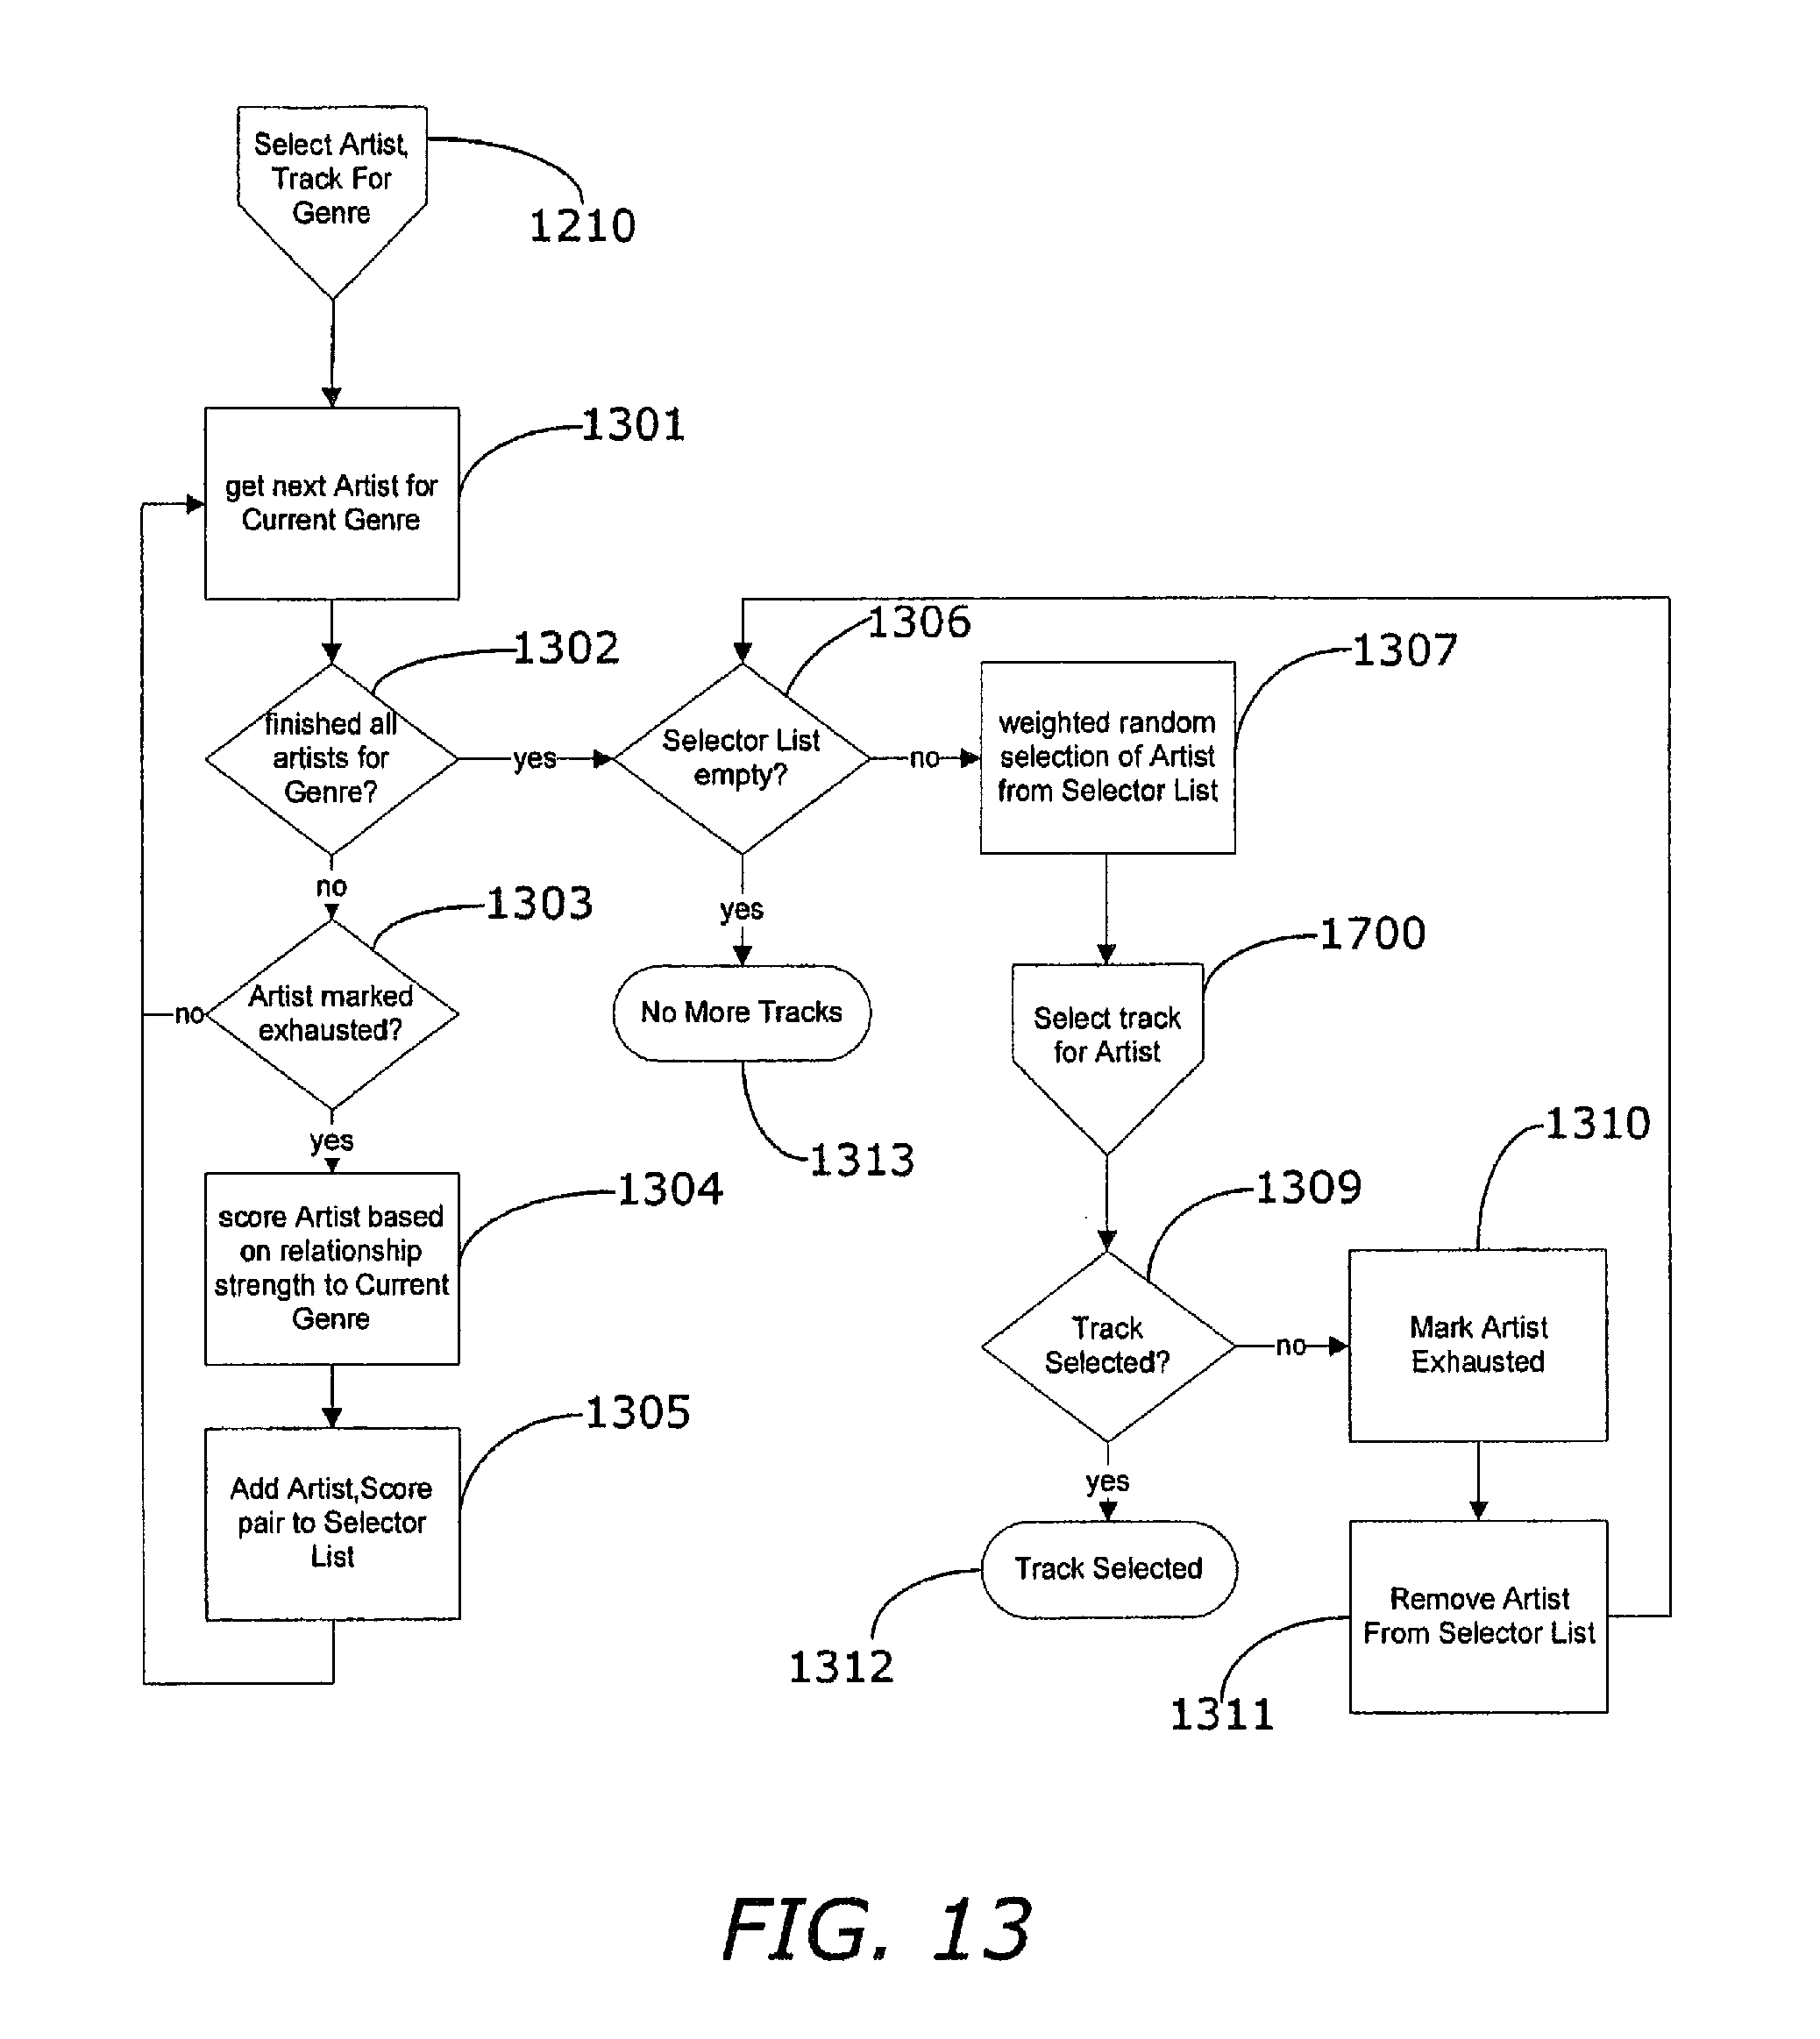 Select Artist,
Track For
Genre
1210
get next Artist for
Current Genre
1301
finished all
artists for
Genre?
1302
yes
no
Selector List
empty?
1306
no
yes
weighted random
selection of Artist
from Selector List
1307
Artist marked
exhausted?
1303
no
yes
No More Tracks
1313
Select track
for Artist
1700
score Artist based
on relationship
strength to Current
Genre
1304
Track
Selected?
1309
no
yes
Mark Artist
Exhausted
1310
Add Artist,Score
pair to Selector
List
1305
Track Selected
1312
Remove Artist
From Selector List
1311
FIG. 13